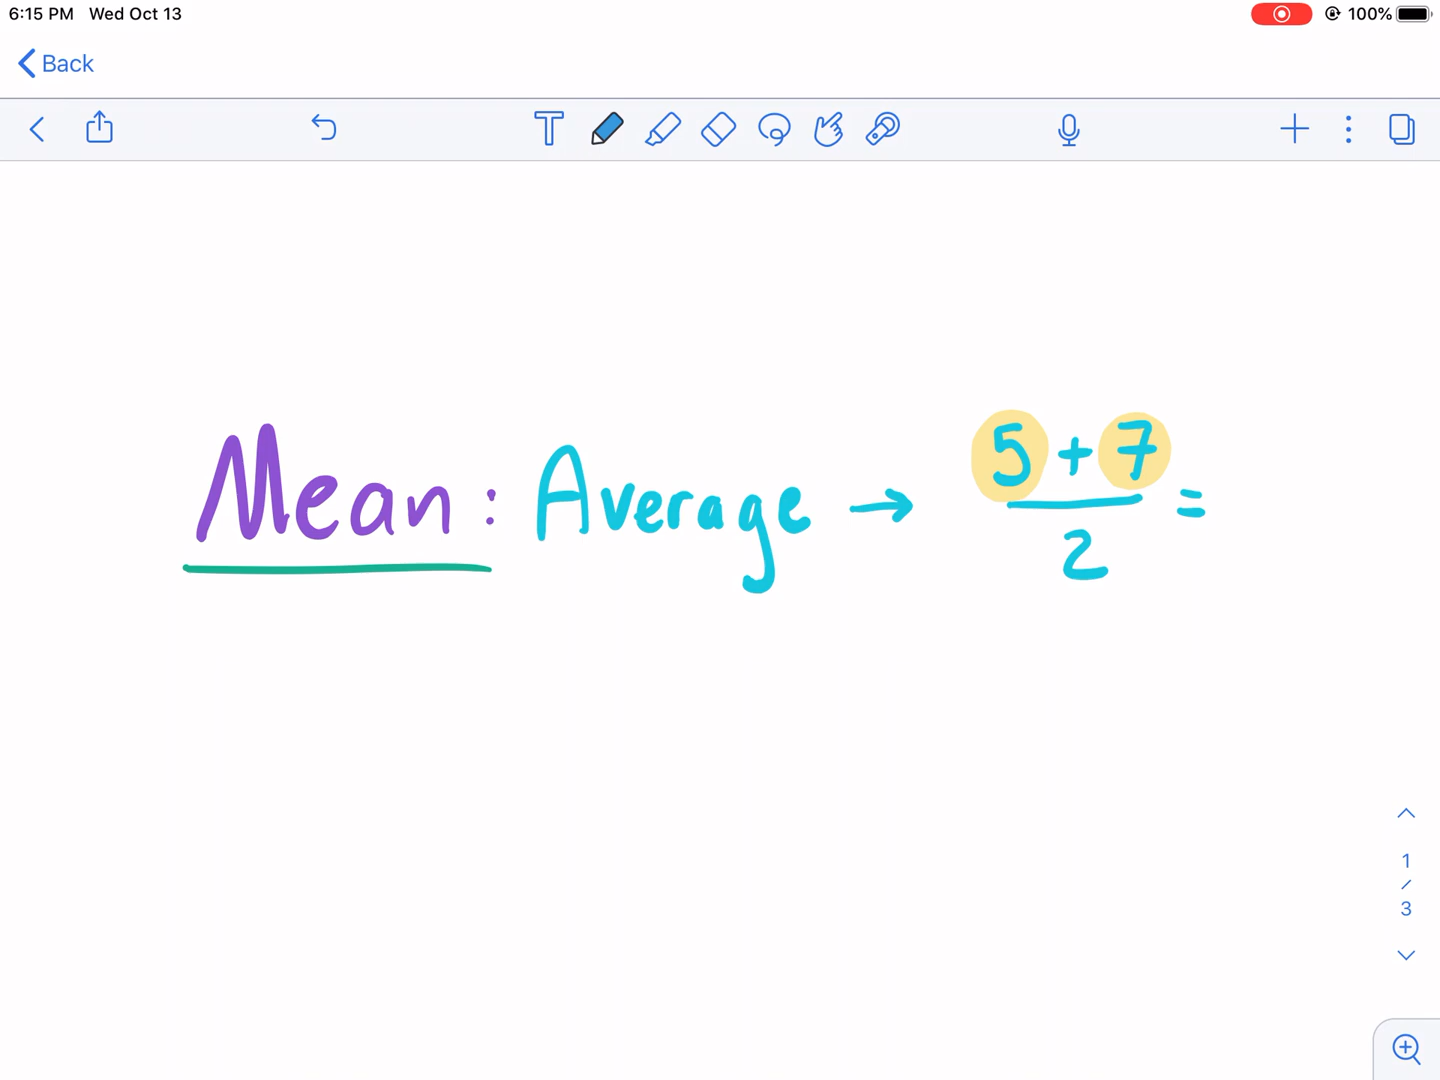 6:15 PM Wed Oct 13 100%
Back
T
Mean: Average → 5 + 7 =
2
1
/
3